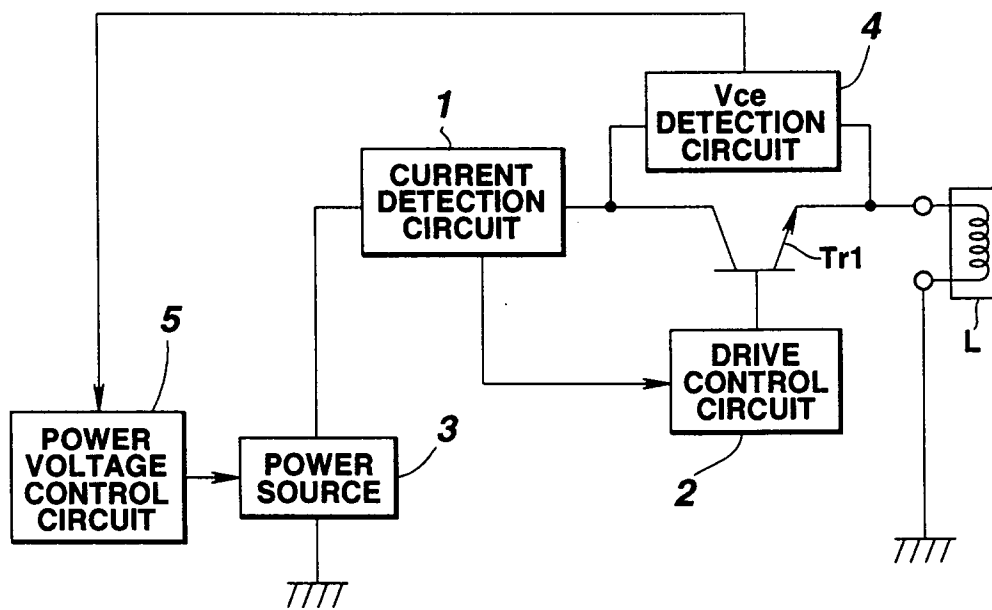 4
Vce
DETECTION
CIRCUIT
1
CURRENT
DETECTION
CIRCUIT
Tr1
L
5
DRIVE
CONTROL
CIRCUIT
2
POWER
VOLTAGE
CONTROL
CIRCUIT
3
POWER
SOURCE